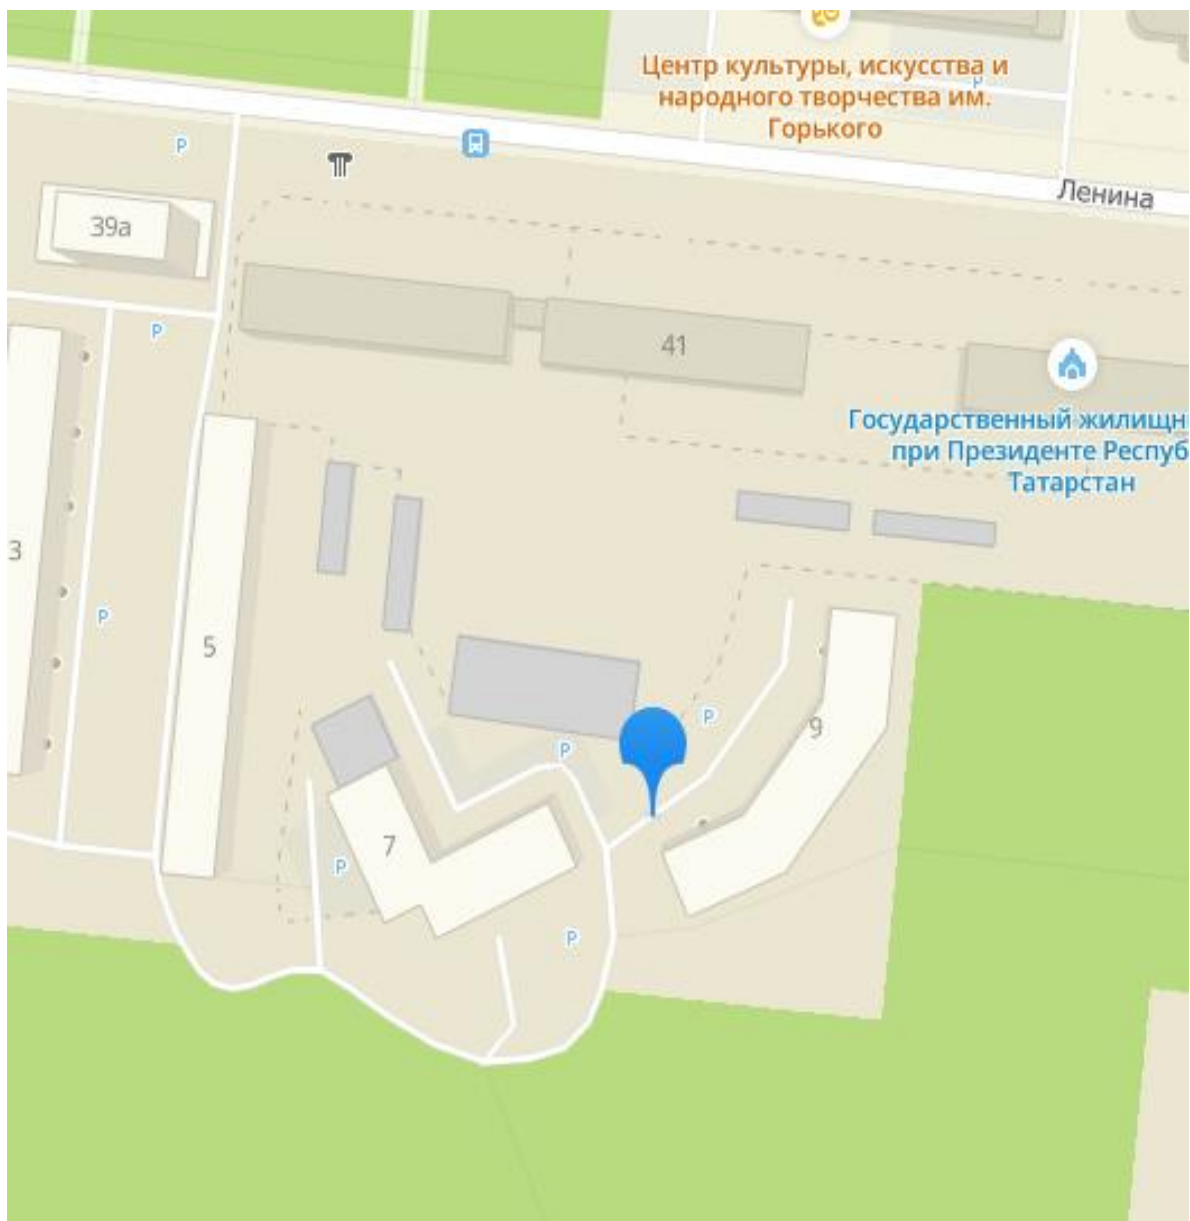 Центр культуры, искусства и
народного творчества им.
Горького
P
P
Ленина
39а
P
41
Государственный жилищн
при Президенте Респуб
Татарстан
3
P
5
P
9
P
7
P
P